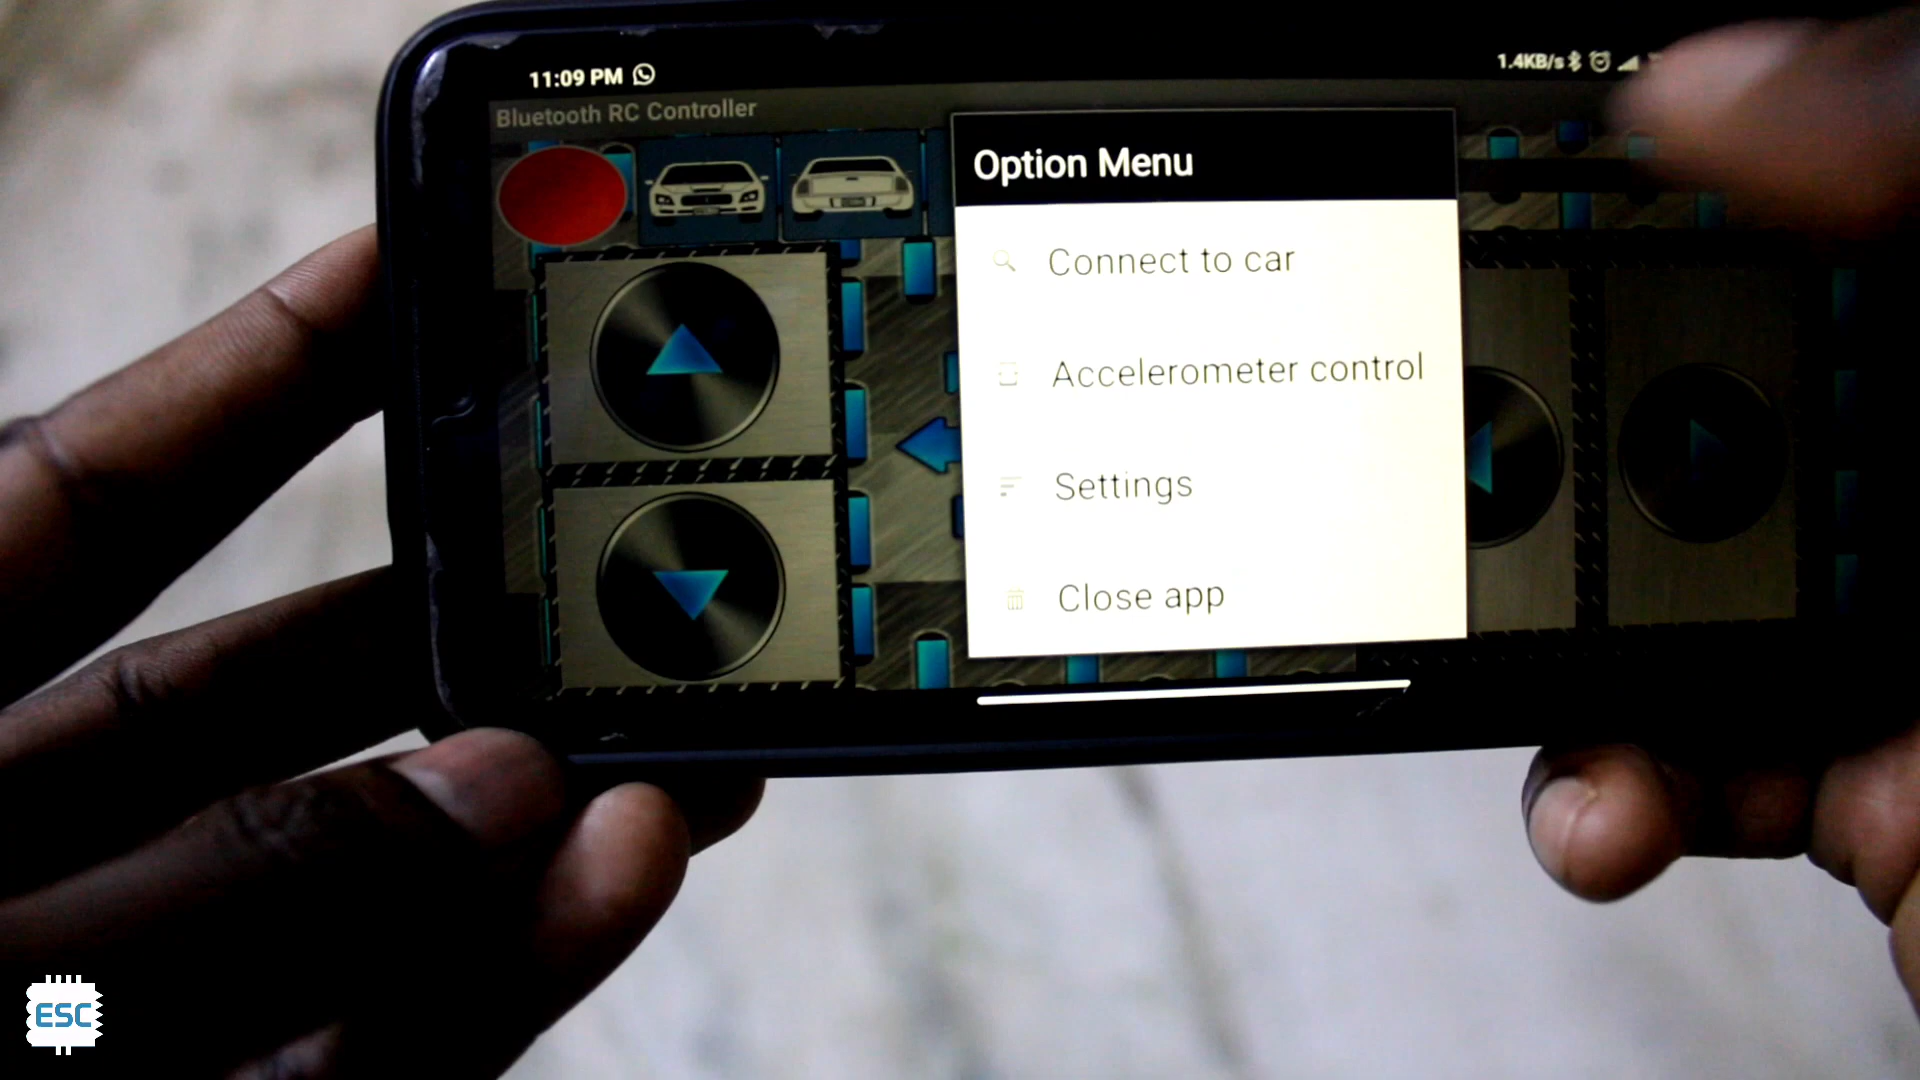 11:09 PM
1.4KB/s
Bluetooth RC Controller
Option Menu
Connect to car
Accelerometer control
Settings
Close app
ESC